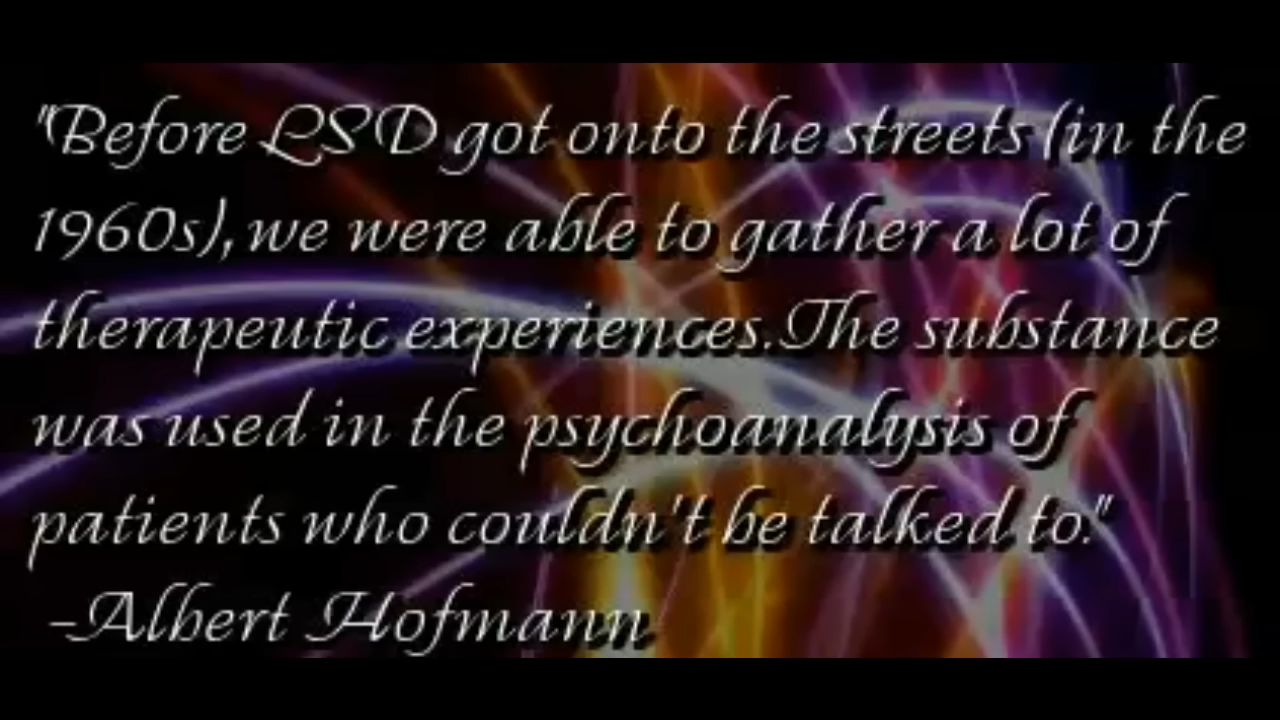 "Before LSD got onto the streets (in the
1960s), we were able to gather a lot of
therapeutic experiences. The substance
was used in the psychoanalysis of
patients who couldn't be talked to."
-Albert Hofmann